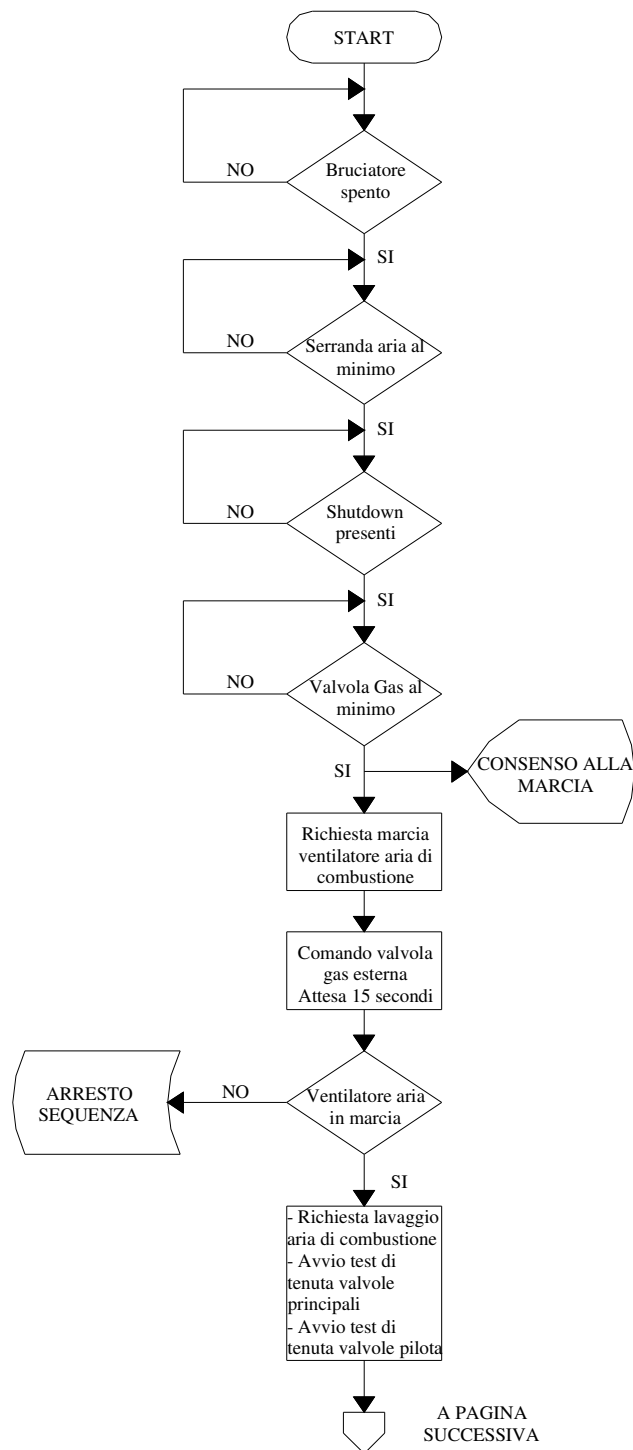 START
Bruciatore
spento
NO
SI
Serranda aria al
minimo
NO
SI
Shutdown
presenti
NO
SI
Valvola Gas al
minimo
NO
SI
CONSENSO ALLA
MARCIA
Richiesta marcia
ventilatore aria di
combustione
Comando valvola
gas esterna
Attesa 15 secondi
Ventilatore aria
in marcia
NO
ARRESTO
SEQUENZA
SI
- Richiesta lavaggio
aria di combustione
- Avvio test di
tenuta valvole
principali
- Avvio test di
tenuta valvole pilota
A PAGINA
SUCCESSIVA